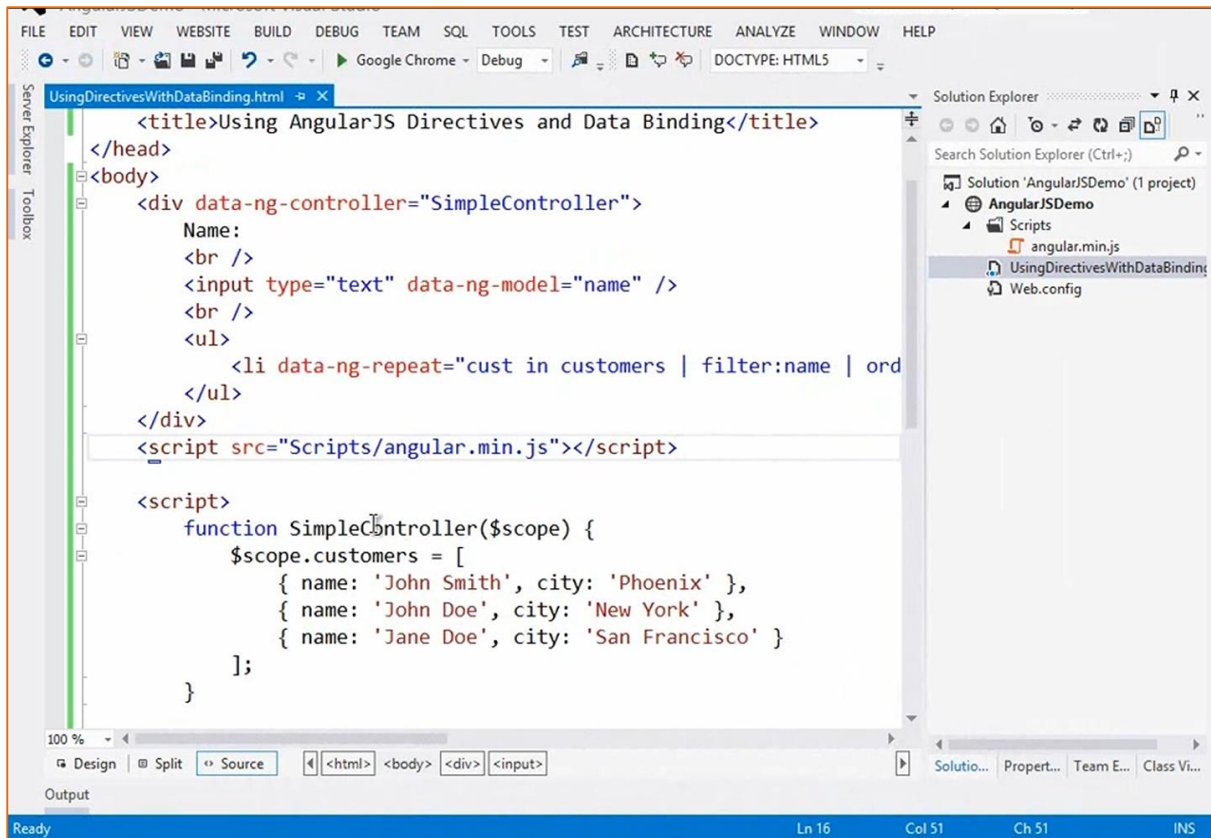 AngularJSDemo - Microsoft Visual Studio
FILE EDIT VIEW WEBSITE BUILD DEBUG TEAM SQL TOOLS TEST ARCHITECTURE ANALYZE WINDOW HELP
Google Chrome Debug DOCTYPE: HTML5
Server Explorer
Toolbox
UsingDirectivesWithDataBinding.html
<title>Using AngularJS Directives and Data Binding</title>
</head>
<body>
<div data-ng-controller="SimpleController">
Name:
<br />
<input type="text" data-ng-model="name" />
<br />
<ul>
<li data-ng-repeat="cust in customers | filter:name | ord
</ul>
</div>
<script src="Scripts/angular.min.js"></script>
<script>
function SimpleController($scope) {
$scope.customers = [
{ name: 'John Smith', city: 'Phoenix' },
{ name: 'John Doe', city: 'New York' },
{ name: 'Jane Doe', city: 'San Francisco' }
];
}
100 %
Design Split Source <html> <body> <div> <input>
Output
Solution Explorer
Search Solution Explorer (Ctrl+;)
Solution 'AngularJSDemo' (1 project)
AngularJSDemo
Scripts
angular.min.js
UsingDirectivesWithDataBinding
Web.config
Solutio... Propert... Team E... Class Vi...
Ready Ln 16 Col 51 Ch 51 INS